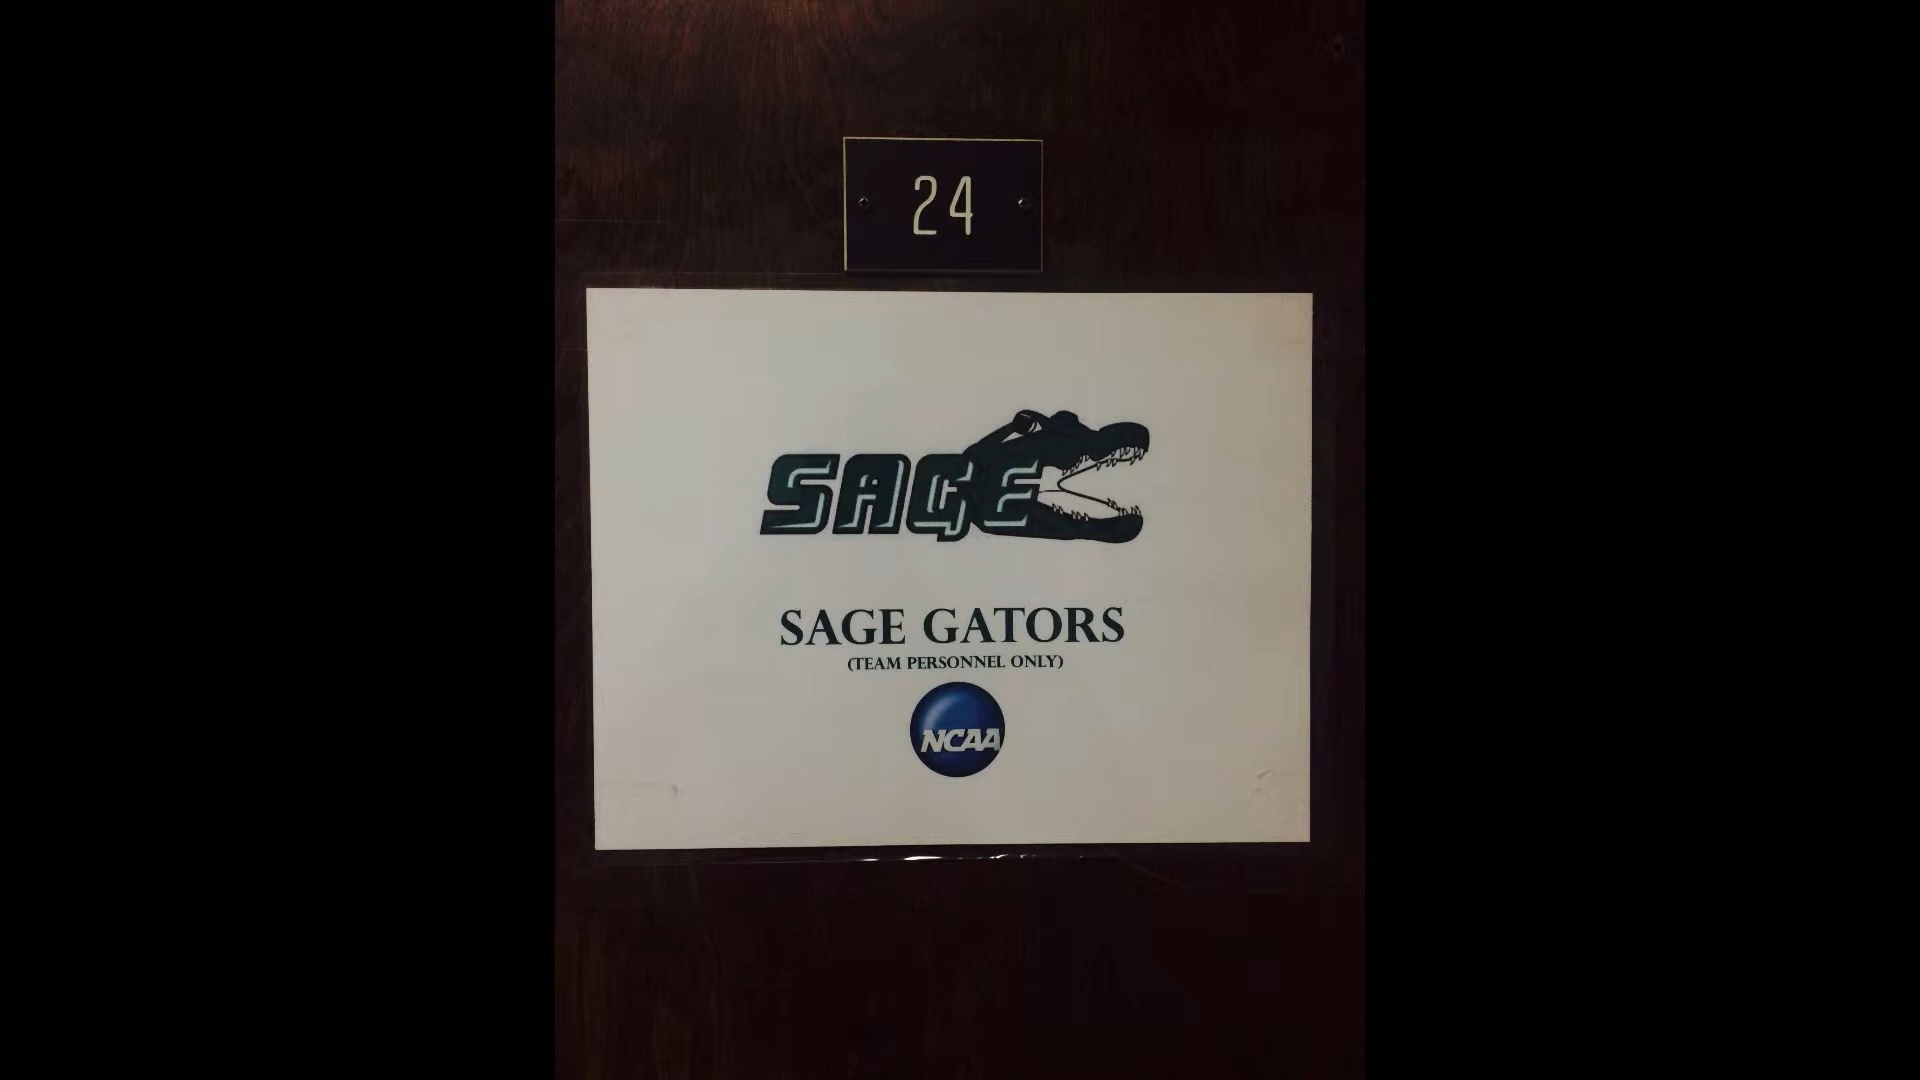 24
SAGE
SAGE GATORS
(TEAM PERSONNEL ONLY)
NCAA